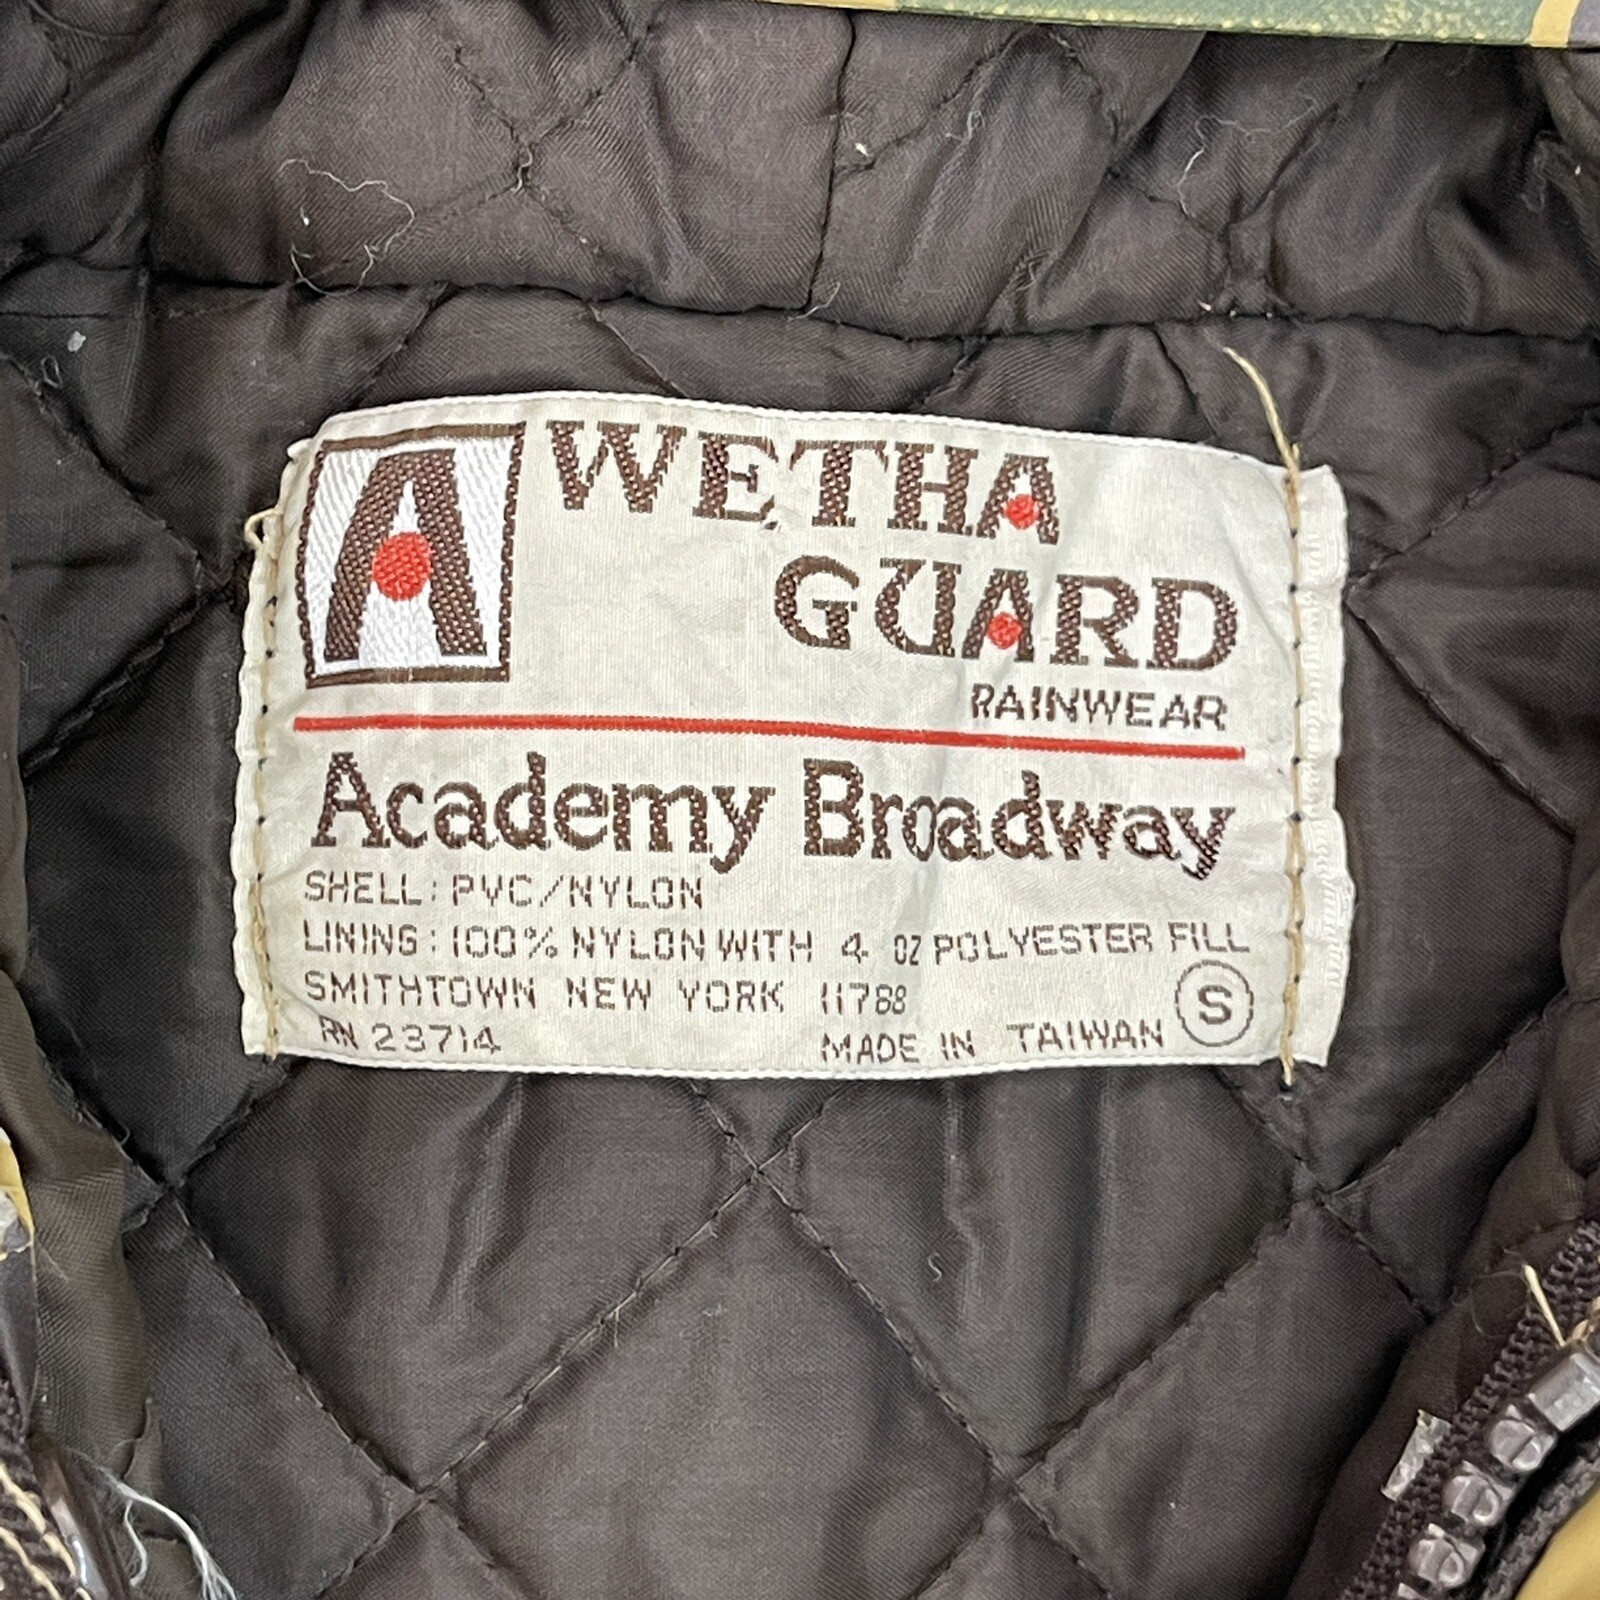 A WETHA
GUARD
RAINWEAR
Academy Broadway
SHELL: PVC/NYLON
LINING: 100% NYLON WITH 4 OZ POLYESTER FILL
SMITHTOWN NEW YORK 11788
RN 23714 MADE IN TAIWAN S